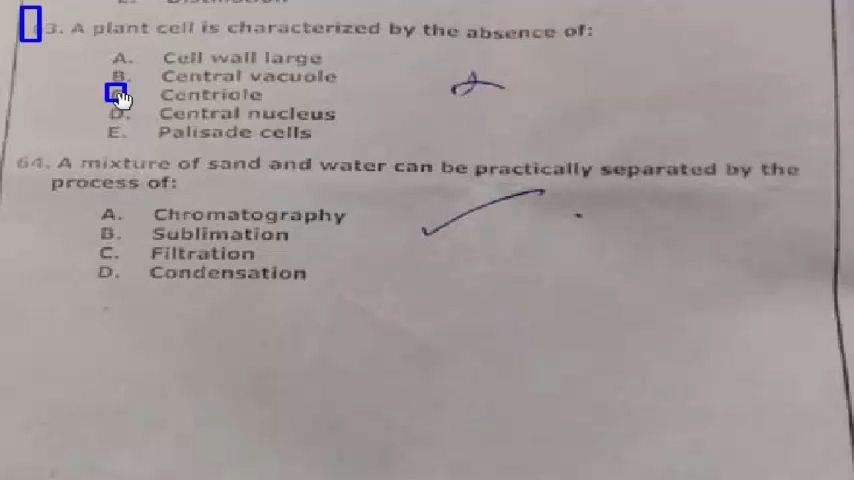 63. A plant cell is characterized by the absence of:
A. Cell wall large
B. Central vacuole
Centriole
D. Central nucleus
E. Palisade cells
64. A mixture of sand and water can be practically separated by the
process of:
A. Chromatography
B. Sublimation
C. Filtration
D. Condensation